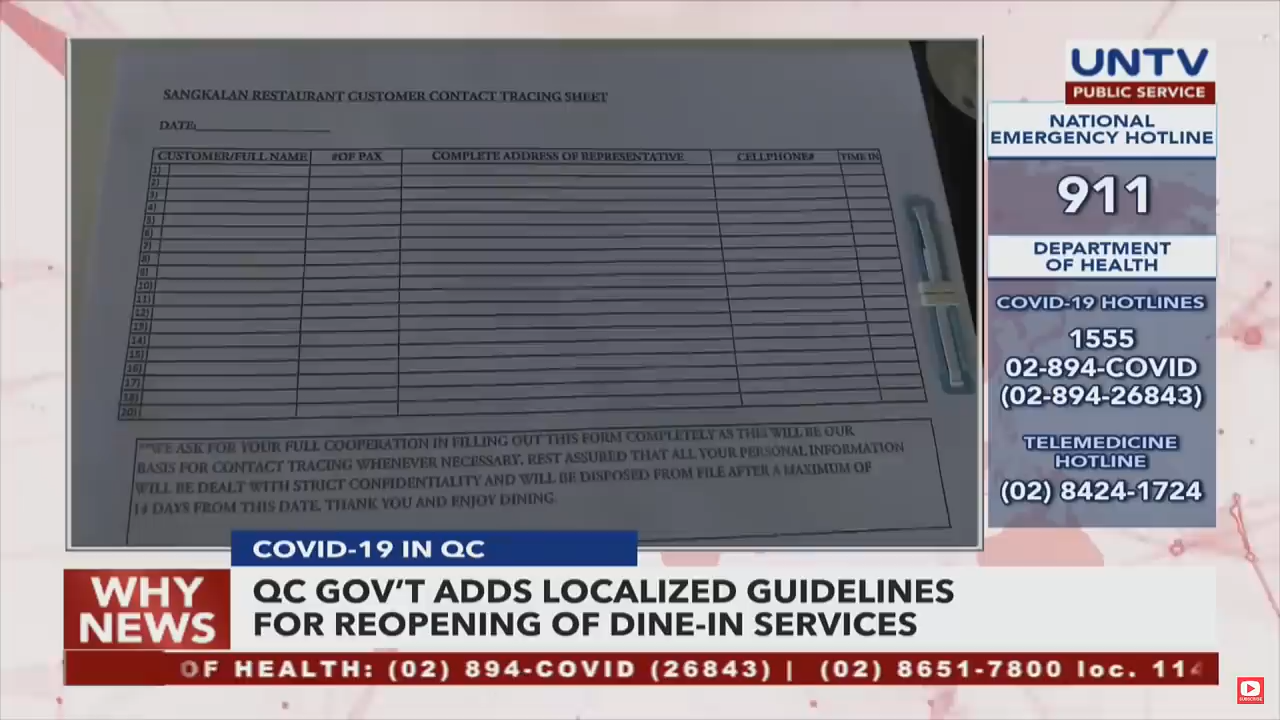 SANGKALAN RESTAURANT CUSTOMER CONTACT TRACING SHEET
DATE:
CUSTOMER/FULL NAME #OF PAX COMPLETE ADDRESS OF REPRESENTATIVE CELLPHONE# TIME IN
1)
2)
3)
4)
5)
6)
7)
8)
9)
10)
11)
12)
13)
14)
15)
16)
17)
18)
20)
**WE ASK FOR YOUR FULL COOPERATION IN FILLING OUT THIS FORM COMPLETELY AS THIS WILL BE OUR
BASIS FOR CONTACT TRACING WHENEVER NECESSARY. REST ASSURED THAT ALL YOUR PERSONAL INFORMATION
WILL BE DEALT WITH STRICT CONFIDENTIALITY AND WILL BE DISPOSED FROM FILE AFTER A MAXIMUM OF
14 DAYS FROM THIS DATE. THANK YOU AND ENJOY DINING.
UNTV
PUBLIC SERVICE
NATIONAL
EMERGENCY HOTLINE
911
DEPARTMENT
OF HEALTH
COVID-19 HOTLINES
1555
02-894-COVID
(02-894-26843)
TELEMEDICINE
HOTLINE
(02) 8424-1724
COVID-19 IN QC
WHY
NEWS
QC GOV'T ADDS LOCALIZED GUIDELINES
FOR REOPENING OF DINE-IN SERVICES
OF HEALTH: (02) 894-COVID (26843) | (02) 8651-7800 loc. 114
SUBSCRIBE